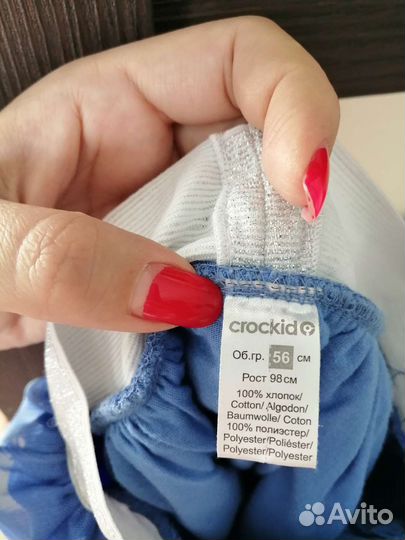 crockid
Об.гр. 56 см
Рост 98 см
100% хлопок/
Cotton/ Algodon/
Baumwolle/ Coton
100% полиэстер/
Polyester/Poliéster/
Polyester/Polyester
Avito